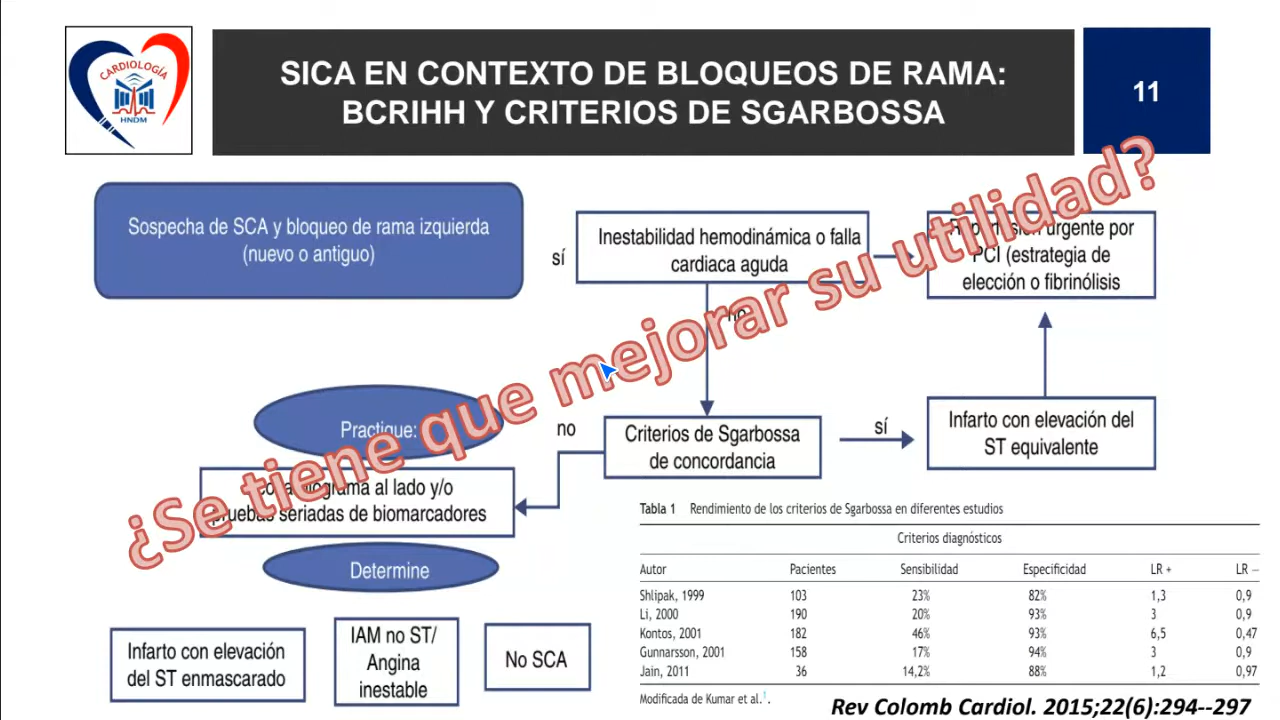 CARDIOLOGÍA
HNDM
SICA EN CONTEXTO DE BLOQUEOS DE RAMA:
BCRIHH Y CRITERIOS DE SGARBOSSA
11
¿Se tiene que mejorar su utilidad?
Sospecha de SCA y bloqueo de rama izquierda
(nuevo o antiguo)
sí
Inestabilidad hemodinámica o falla
cardiaca aguda
urgente por
PCI (estrategia de
elección o fibrinólisis
no
Practique:
no
Criterios de Sgarbossa
de concordancia
sí
Infarto con elevación del
ST equivalente
al lado y/o
pruebas seriadas de biomarcadores
Determine
Infarto con elevación
del ST enmascarado
IAM no ST/
Angina
inestable
No SCA
Tabla 1 Rendimiento de los criterios de Sgarbossa en diferentes estudios
Criterios diagnósticos
Autor Pacientes Sensibilidad Especificidad LR + LR −
Shlipak, 1999 103 23% 82% 1,3 0,9
Li, 2000 190 20% 93% 3 0,9
Kontos, 2001 182 46% 93% 6,5 0,47
Gunnarsson, 2001 158 17% 94% 3 0,9
Jain, 2011 36 14,2% 88% 1,2 0,97
Modificada de Kumar et al.1.
Rev Colomb Cardiol. 2015;22(6):294--297